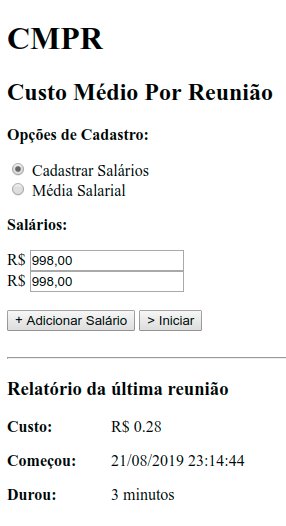 CMPR
Custo Médio Por Reunião
Opções de Cadastro:
Cadastrar Salários
Média Salarial
Salários:
R$ 998,00
R$ 998,00
+ Adicionar Salário > Iniciar
Relatório da última reunião
Custo: R$ 0.28
Começou: 21/08/2019 23:14:44
Durou: 3 minutos